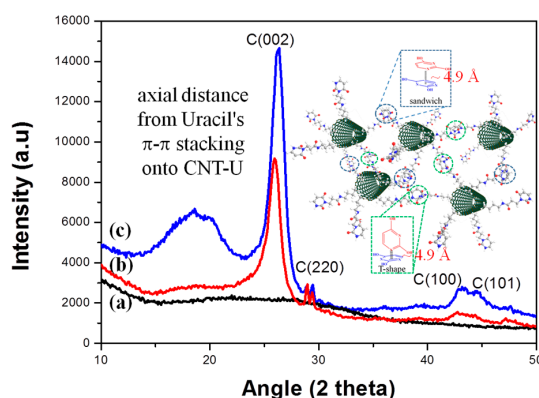 16000
14000
12000
10000
8000
6000
4000
2000
0
Intensity (a.u)
C(002)
axial distance
from Uracil's
π-π stacking
onto CNT-U
(c)
(b)
(a)
C(220)
C(100)
C(101)
sandwich
4.9 Å
T-shape
4.9 Å
10
20
30
40
50
Angle (2 theta)